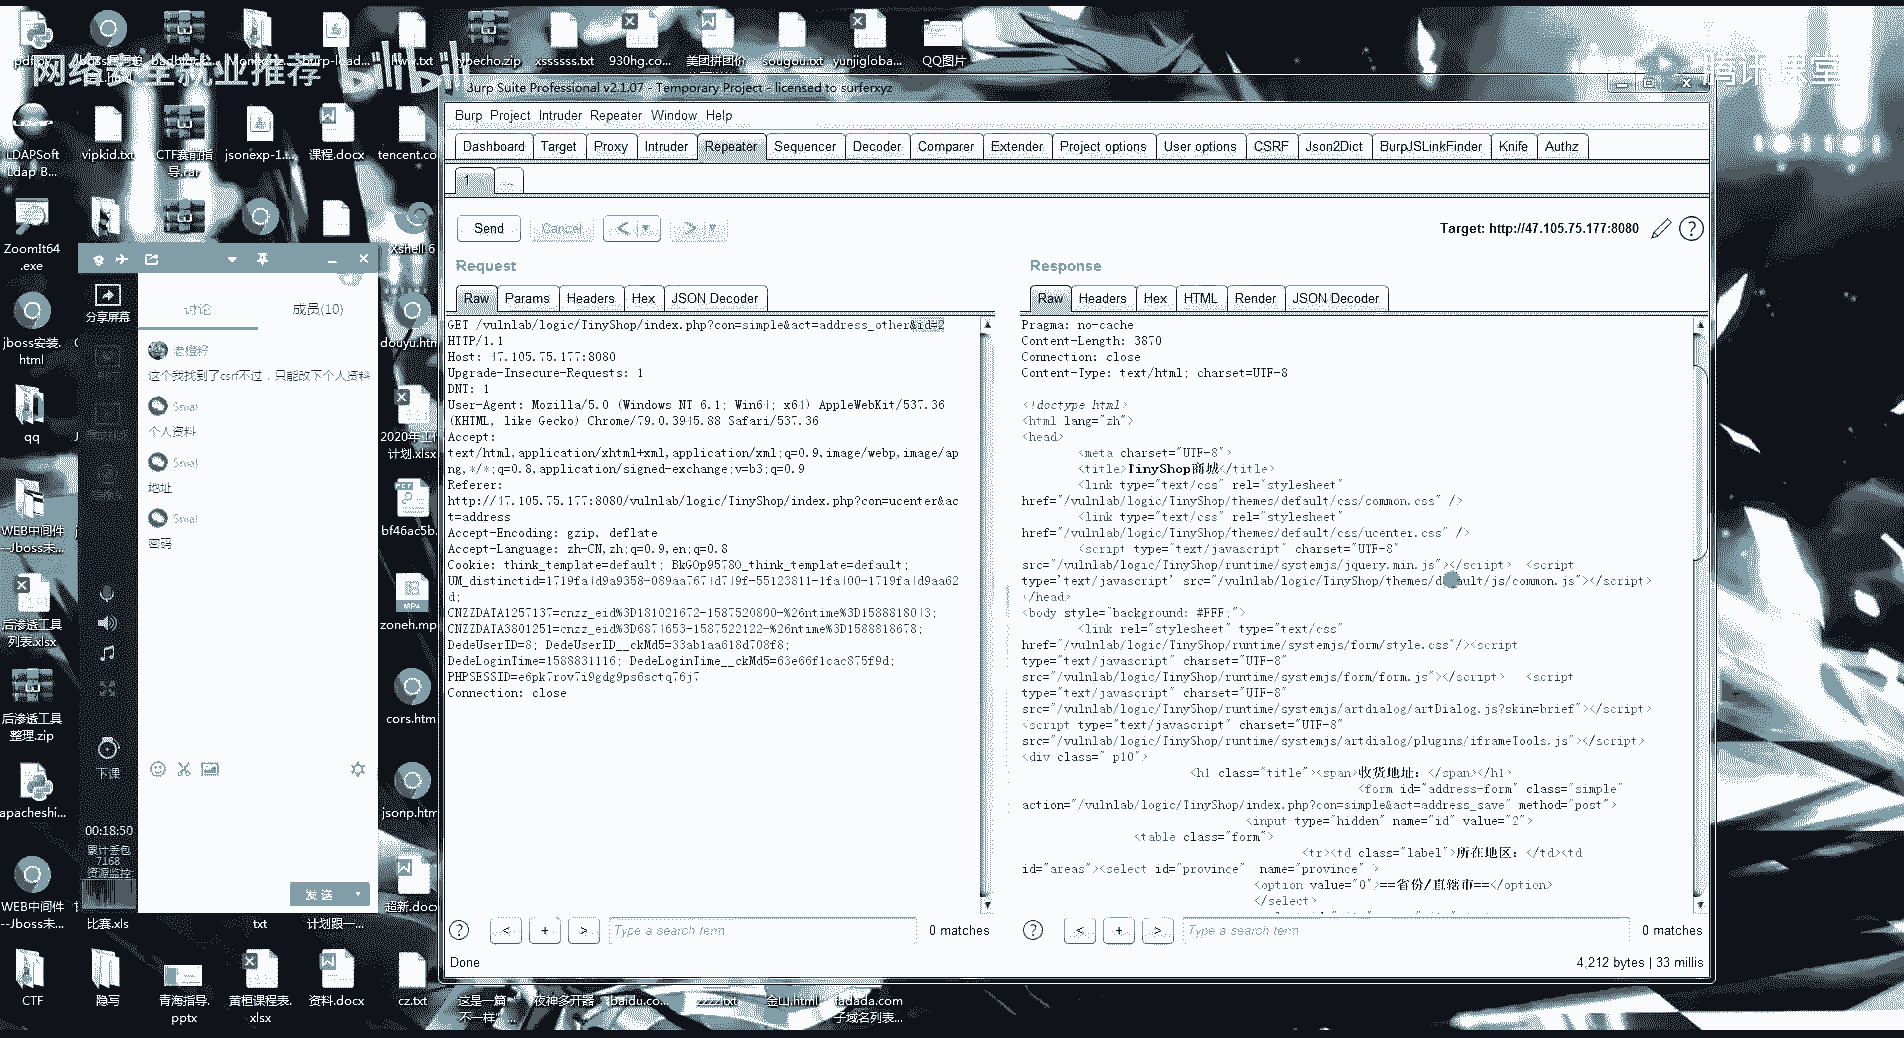 网络安全就业推荐
bilibili
腾讯课堂
vybecho.zip
xssssss.txt
930hg.co...
美团拼团价
sougou.txt
yunjigloba...
QQ图片
LDAPSoft
Ldap B...
vipkid.txt
CTF赛前指
导.rar
jsonexp-1....
课程.docx
tencent.co
ZoomIt64
.exe
Xshell 6
jboss安装.
html
douyu.htm
qq
2020年工作
计划.xlsx
WEB中间件
--Jboss未...
bf46ac5b.
后渗透工具
列表.xlsx
zoneh.mp
后渗透工具
整理.zip
cors.htm
apacheshi...
jsonp.htm
WEB中间件
--Jboss未...
比赛.xls
txt
计划跟一...
超新.docx
CTF
隐写
青海指导.
pptx
黄桓课程表.
xlsx
资料.docx
cz.txt
这是一篇“
不一样”...
夜神多开器
baidu.co...
zzzz.txt
金山.html
fadada.com
子域名列表...
分享屏幕
下课
00:18:50
累计丢包
7168
资源监控
讨论
成员(10)
老橙籽
这个我找到了csrf不过，只能改下个人资料
Smal
个人资料
Smal
地址
Smal
密码
发 送
Burp Suite Professional v2.1.07 - Temporary Project - licensed to surferxyz
Burp Project Intruder Repeater Window Help
Dashboard Target Proxy Intruder Repeater Sequencer Decoder Comparer Extender Project options User options CSRF Json2Dict BurpJSLinkFinder Knife Authz
1 ...
Send Cancel < >
Target: http://47.105.75.177:8080
Request
Raw Params Headers Hex JSON Decoder
GET /vulnlab/logic/TinyShop/index.php?con=simple&act=address_other&id=2
HTTP/1.1
Host: 47.105.75.177:8080
Upgrade-Insecure-Requests: 1
DNT: 1
User-Agent: Mozilla/5.0 (Windows NT 6.1; Win64; x64) AppleWebKit/537.36
(KHTML, like Gecko) Chrome/79.0.3945.88 Safari/537.36
Accept:
text/html,application/xhtml+xml,application/xml;q=0.9,image/webp,image/ap
ng,*/*;q=0.8,application/signed-exchange;v=b3;q=0.9
Referer:
http://47.105.75.177:8080/vulnlab/logic/TinyShop/index.php?con=ucenter&ac
t=address
Accept-Encoding: gzip, deflate
Accept-Language: zh-CN,zh;q=0.9,en;q=0.8
Cookie: think_template=default; BkGOp95780_think_template=default;
UM_distinctid=1719fa4d9a9358-089aa7674d749f-55123811-1fa400-1719fa4d9aa62
d;
CNZZDATA1257137=cnzz_eid%3D181021672-1587520800-%26ntime%3D1588818043;
CNZZDATA3801251=cnzz_eid%3D6874653-1587522122-%26ntime%3D1588818678;
DedeUserID=8; DedeUserID__ckMd5=33ab1aa618d708f8;
DedeLoginTime=1588831116; DedeLoginTime__ckMd5=63e66f1cac875f9d;
PHPSESSID=e6pk7rov7i9gdg9ps6sctq76j7
Connection: close
Type a search term
0 matches
Done
Response
Raw Headers Hex HTML Render JSON Decoder
Pragma: no-cache
Content-Length: 3870
Connection: close
Content-Type: text/html; charset=UTF-8
<!doctype html>
<html lang="zh">
<head>
<meta charset="UTF-8">
<title>TinyShop商城</title>
<link type="text/css" rel="stylesheet"
href="/vulnlab/logic/TinyShop/themes/default/css/common.css" />
<link type="text/css" rel="stylesheet"
href="/vulnlab/logic/TinyShop/themes/default/css/ucenter.css" />
<script type="text/javascript" charset="UTF-8"
src="/vulnlab/logic/TinyShop/runtime/systemjs/jquery.min.js"></script> <script
type='text/javascript' src="/vulnlab/logic/TinyShop/themes/default/js/common.js"></script>
</head>
<body style="background: #FFF;">
<link rel="stylesheet" type="text/css"
href="/vulnlab/logic/TinyShop/runtime/systemjs/form/style.css"/><script
type="text/javascript" charset="UTF-8"
src="/vulnlab/logic/TinyShop/runtime/systemjs/form/form.js"></script> <script
type="text/javascript" charset="UTF-8"
src="/vulnlab/logic/TinyShop/runtime/systemjs/artdialog/artDialog.js?skin=brief"></script>
<script type="text/javascript" charset="UTF-8"
src="/vulnlab/logic/TinyShop/runtime/systemjs/artdialog/plugins/iframeTools.js"></script>
<div class=" p10">
<h1 class="title"><span>收货地址：</span></h1>
<form id="address-form" class="simple"
action="/vulnlab/logic/TinyShop/index.php?con=simple&act=address_save" method="post">
<input type="hidden" name="id" value="2">
<table class="form">
<tr><td class="label">所在地区：</td><td
id="areas"><select id="province" name="province" >
<option value="0">==省份/直辖市==</option>
</select>
Type a search term
0 matches
4,212 bytes | 33 millis